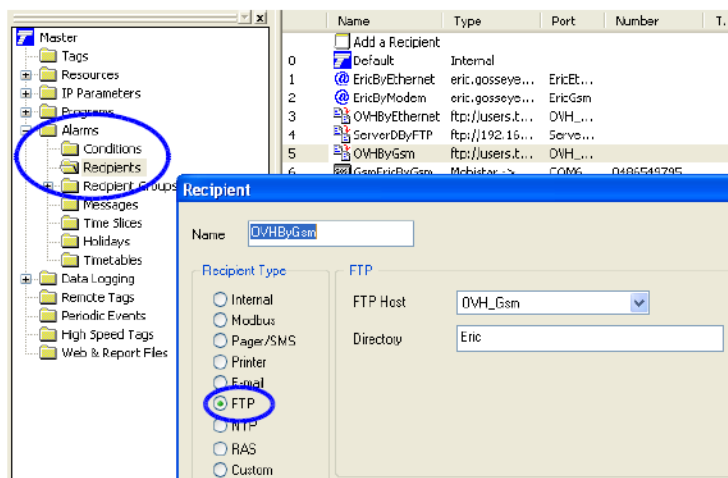 Master
Tags
Resources
IP Parameters
Programs
Alarms
Conditions
Recipients
Recipient Groups
Messages
Time Slices
Holidays
Timetables
Data Logging
Remote Tags
Periodic Events
High Speed Tags
Web & Report Files
Name Type Port Number T.
Add a Recipient
0 Default Internal
1 EricByEthernet eric.gosseye... EricEt...
2 EricByModem eric.gosseye... EricGsm
3 OVHByEthernet ftp://users.t... OVH_...
4 ServerDByFTP ftp://192.16... Serve...
5 OVHByGsm ftp://users.t... OVH_...
6 GsmEricByGsm Mobistar -> COM6 0486549795
Recipient
Name OVHByGsm
Recipient Type
Internal
Modbus
Pager/SMS
Printer
E-mail
FTP
NTP
RAS
Custom
FTP
FTP Host OVH_Gsm
Directory Eric